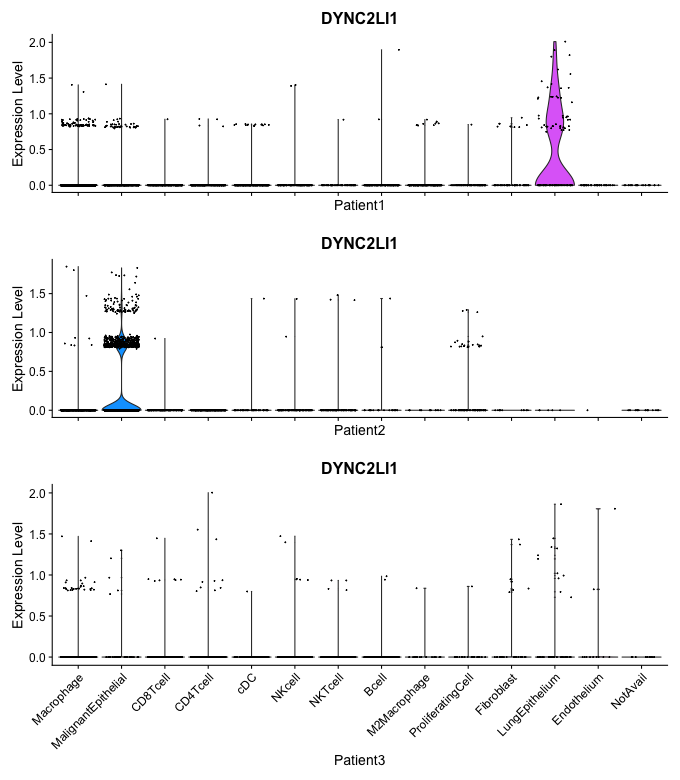 DYNC2LI1
Expression Level
2.0
1.5
1.0
0.5
0.0
Patient1
DYNC2LI1
Expression Level
1.5
1.0
0.5
0.0
Patient2
DYNC2LI1
Expression Level
2.0
1.5
1.0
0.5
0.0
Macrophage
MalignantEpithelial
CD8Tcell
CD4Tcell
cDC
NKcell
NKTcell
Bcell
M2Macrophage
ProliferatingCell
Fibroblast
LungEpithelium
Endothelium
NotAvail
Patient3